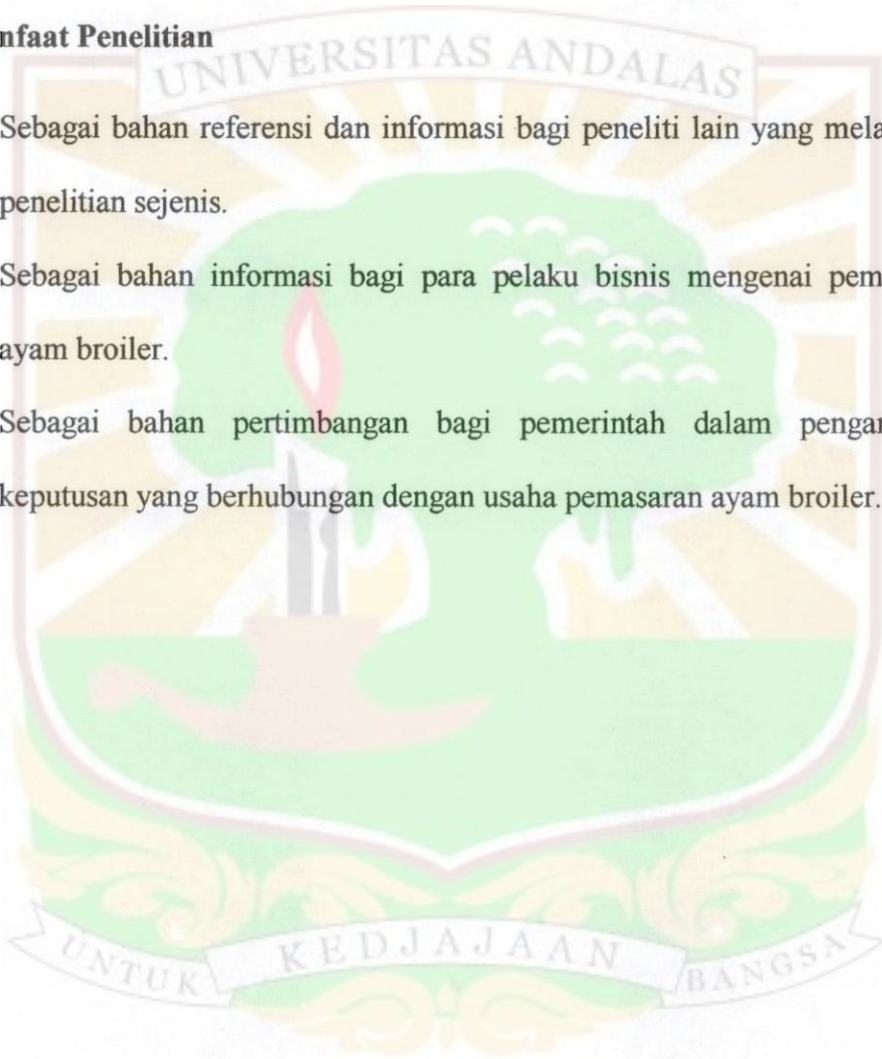 nfaat Penelitian
UNIVERSITAS ANDALAS
Sebagai bahan referensi dan informasi bagi peneliti lain yang mela
penelitian sejenis.
Sebagai bahan informasi bagi para pelaku bisnis mengenai pem
ayam broiler.
Sebagai bahan pertimbangan bagi pemerintah dalam pengar
keputusan yang berhubungan dengan usaha pemasaran ayam broiler.
UNTUK KEDJAJAAN BANGSA